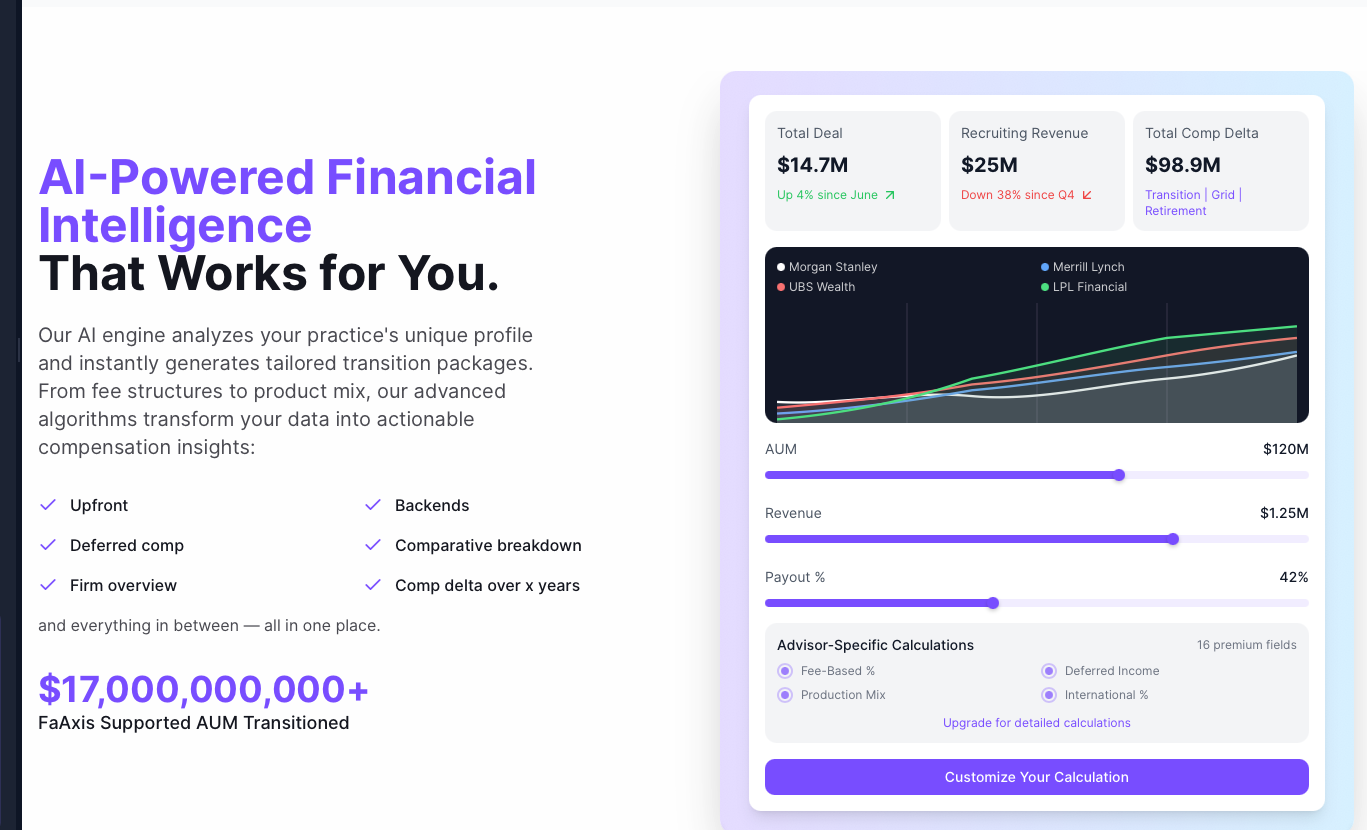 AI-Powered Financial
Intelligence
That Works for You.
Our AI engine analyzes your practice's unique profile
and instantly generates tailored transition packages.
From fee structures to product mix, our advanced
algorithms transform your data into actionable
compensation insights:
Upfront
Backends
Deferred comp
Comparative breakdown
Firm overview
Comp delta over x years
and everything in between — all in one place.
$17,000,000,000+
FaAxis Supported AUM Transitioned
Total Deal
$14.7M
Up 4% since June
Recruiting Revenue
$25M
Down 38% since Q4
Total Comp Delta
$98.9M
Transition | Grid |
Retirement
Morgan Stanley
Merrill Lynch
UBS Wealth
LPL Financial
AUM
$120M
Revenue
$1.25M
Payout %
42%
Advisor-Specific Calculations
16 premium fields
Fee-Based %
Deferred Income
Production Mix
International %
Upgrade for detailed calculations
Customize Your Calculation